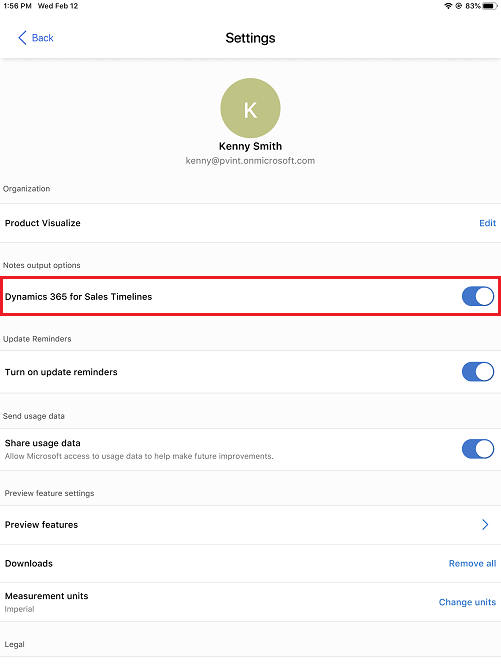 1:56 PM Wed Feb 12 83%
Back Settings
K
Kenny Smith
kenny@pvint.onmicrosoft.com
Organization
Product Visualize Edit
Notes output options
Dynamics 365 for Sales Timelines
Update Reminders
Turn on update reminders
Send usage data
Share usage data
Allow Microsoft access to usage data to help make future improvements.
Preview feature settings
Preview features
Downloads Remove all
Measurement units
Imperial Change units
Legal